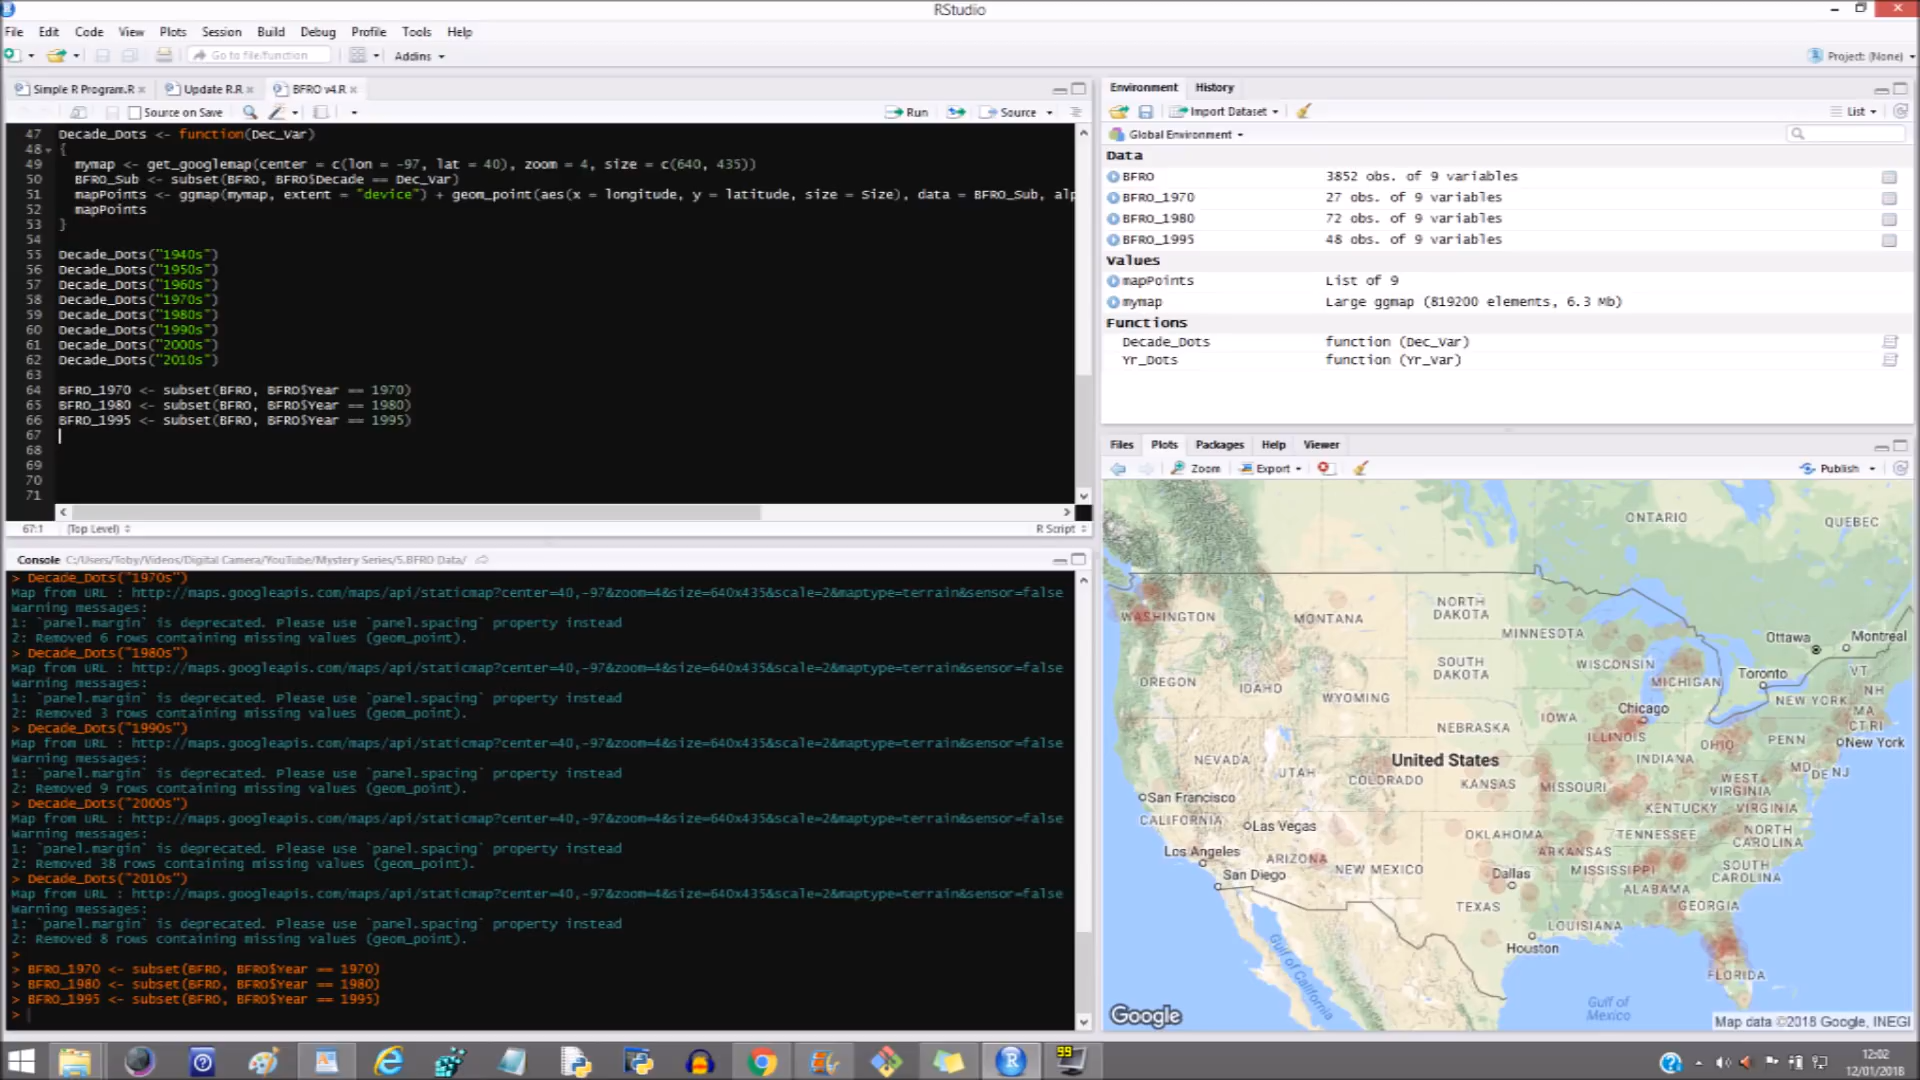 RStudio
File Edit Code View Plots Session Build Debug Profile Tools Help
Go to file/function Addins Project: (None)
Simple R Program.R Update R.R BFRO v4.R
Source on Save Run Source
47 Decade_Dots <- function(Dec_Var)
48 {
49 mymap <- get_googlemap(center = c(lon = -97, lat = 40), zoom = 4, size = c(640, 435))
50 BFRO_Sub <- subset(BFRO, BFRO$Decade == Dec_Var)
51 mapPoints <- ggmap(mymap, extent = "device") + geom_point(aes(x = longitude, y = latitude, size = Size), data = BFRO_Sub, alp
52 mapPoints
53 }
54
55 Decade_Dots("1940s")
56 Decade_Dots("1950s")
57 Decade_Dots("1960s")
58 Decade_Dots("1970s")
59 Decade_Dots("1980s")
60 Decade_Dots("1990s")
61 Decade_Dots("2000s")
62 Decade_Dots("2010s")
63
64 BFRO_1970 <- subset(BFRO, BFRO$Year == 1970)
65 BFRO_1980 <- subset(BFRO, BFRO$Year == 1980)
66 BFRO_1995 <- subset(BFRO, BFRO$Year == 1995)
67
68
69
70
71
67:1 (Top Level) R Script
Console C:/Users/Toby/Videos/Digital Camera/YouTube/Mystery Series/5.BFRO Data/
> Decade_Dots("1970s")
Map from URL : http://maps.googleapis.com/maps/api/staticmap?center=40,-97&zoom=4&size=640x435&scale=2&maptype=terrain&sensor=false
Warning messages:
1: `panel.margin` is deprecated. Please use `panel.spacing` property instead
2: Removed 6 rows containing missing values (geom_point).
> Decade_Dots("1980s")
Map from URL : http://maps.googleapis.com/maps/api/staticmap?center=40,-97&zoom=4&size=640x435&scale=2&maptype=terrain&sensor=false
Warning messages:
1: `panel.margin` is deprecated. Please use `panel.spacing` property instead
2: Removed 3 rows containing missing values (geom_point).
> Decade_Dots("1990s")
Map from URL : http://maps.googleapis.com/maps/api/staticmap?center=40,-97&zoom=4&size=640x435&scale=2&maptype=terrain&sensor=false
Warning messages:
1: `panel.margin` is deprecated. Please use `panel.spacing` property instead
2: Removed 9 rows containing missing values (geom_point).
> Decade_Dots("2000s")
Map from URL : http://maps.googleapis.com/maps/api/staticmap?center=40,-97&zoom=4&size=640x435&scale=2&maptype=terrain&sensor=false
Warning messages:
1: `panel.margin` is deprecated. Please use `panel.spacing` property instead
2: Removed 38 rows containing missing values (geom_point).
> Decade_Dots("2010s")
Map from URL : http://maps.googleapis.com/maps/api/staticmap?center=40,-97&zoom=4&size=640x435&scale=2&maptype=terrain&sensor=false
Warning messages:
1: `panel.margin` is deprecated. Please use `panel.spacing` property instead
2: Removed 8 rows containing missing values (geom_point).
>
> BFRO_1970 <- subset(BFRO, BFRO$Year == 1970)
> BFRO_1980 <- subset(BFRO, BFRO$Year == 1980)
> BFRO_1995 <- subset(BFRO, BFRO$Year == 1995)
>
Environment History
Import Dataset List
Global Environment
Data
BFRO 3852 obs. of 9 variables
BFRO_1970 27 obs. of 9 variables
BFRO_1980 72 obs. of 9 variables
BFRO_1995 48 obs. of 9 variables
Values
mapPoints List of 9
mymap Large ggmap (819200 elements, 6.3 Mb)
Functions
Decade_Dots function (Dec_Var)
Yr_Dots function (Yr_Var)
Files Plots Packages Help Viewer
Zoom Export Publish
ONTARIO
QUEBEC
WASHINGTON
MONTANA
NORTH DAKOTA
MINNESOTA
Ottawa
Montreal
OREGON
IDAHO
WYOMING
SOUTH DAKOTA
WISCONSIN
MICHIGAN
Toronto
VT
NH
NEW YORK
MA
CT RI
NEBRASKA
IOWA
Chicago
ILLINOIS
INDIANA
OHIO
PENN
New York
NEVADA
UTAH
COLORADO
United States
KANSAS
MISSOURI
WEST VIRGINIA
MD
DE NJ
KENTUCKY
VIRGINIA
San Francisco
CALIFORNIA
Las Vegas
Los Angeles
ARIZONA
San Diego
NEW MEXICO
OKLAHOMA
ARKANSAS
TENNESSEE
NORTH CAROLINA
Dallas
MISSISSIPPI
SOUTH CAROLINA
ALABAMA
GEORGIA
TEXAS
LOUISIANA
Houston
FLORIDA
Gulf of California
Gulf of Mexico
Google
Map data ©2018 Google, INEGI
99
12:02
12/01/2018